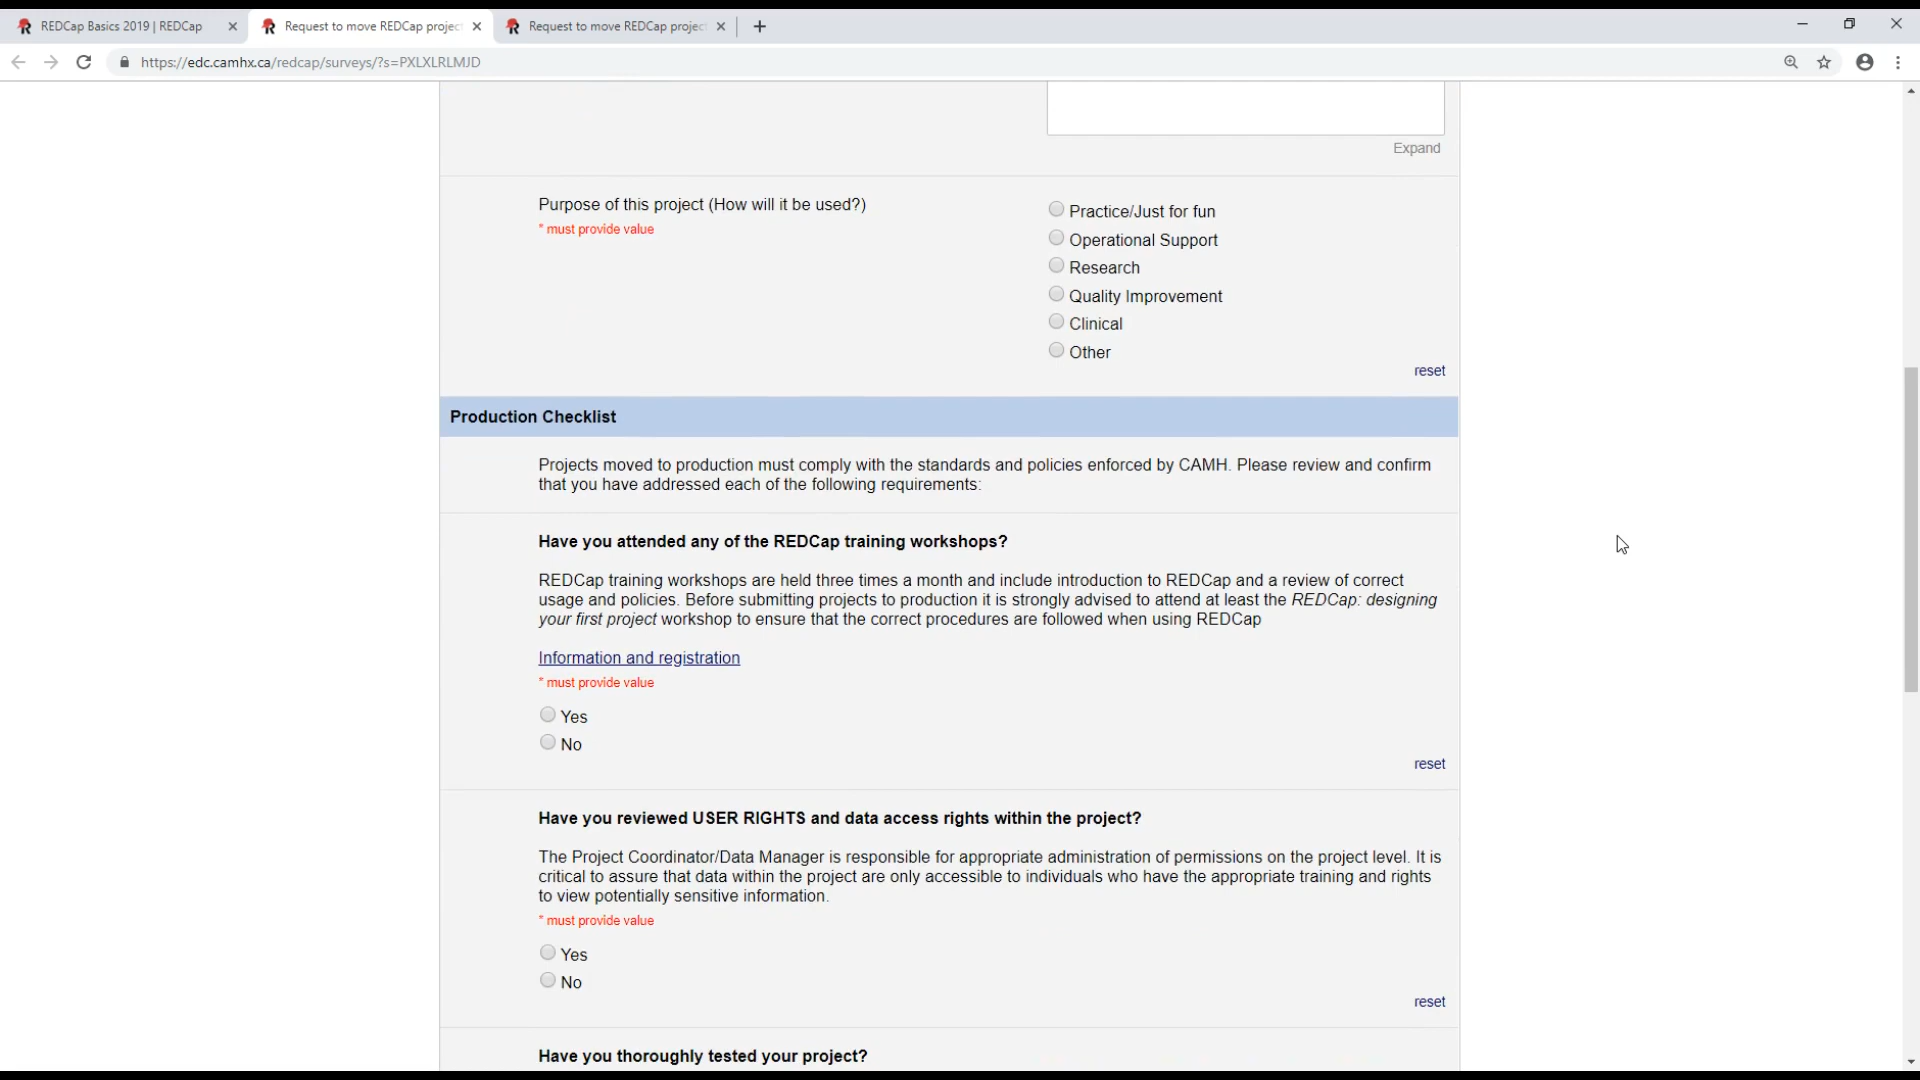 REDCap Basics 2019 | REDCap
Request to move REDCap projec
Request to move REDCap projec
https://edc.camhx.ca/redcap/surveys/?s=PXLXLRLMJD
Expand
Purpose of this project (How will it be used?)
* must provide value
Practice/Just for fun
Operational Support
Research
Quality Improvement
Clinical
Other
reset
Production Checklist
Projects moved to production must comply with the standards and policies enforced by CAMH. Please review and confirm
that you have addressed each of the following requirements:
Have you attended any of the REDCap training workshops?
REDCap training workshops are held three times a month and include introduction to REDCap and a review of correct
usage and policies. Before submitting projects to production it is strongly advised to attend at least the REDCap: designing
your first project workshop to ensure that the correct procedures are followed when using REDCap
Information and registration
* must provide value
Yes
No
reset
Have you reviewed USER RIGHTS and data access rights within the project?
The Project Coordinator/Data Manager is responsible for appropriate administration of permissions on the project level. It is
critical to assure that data within the project are only accessible to individuals who have the appropriate training and rights
to view potentially sensitive information.
* must provide value
Yes
No
reset
Have you thoroughly tested your project?